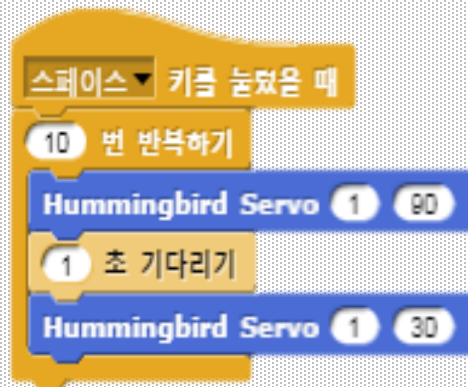 스페이스 키를 눌렀을 때
10 번 반복하기
Hummingbird Servo 1 90
1 초 기다리기
Hummingbird Servo 1 30